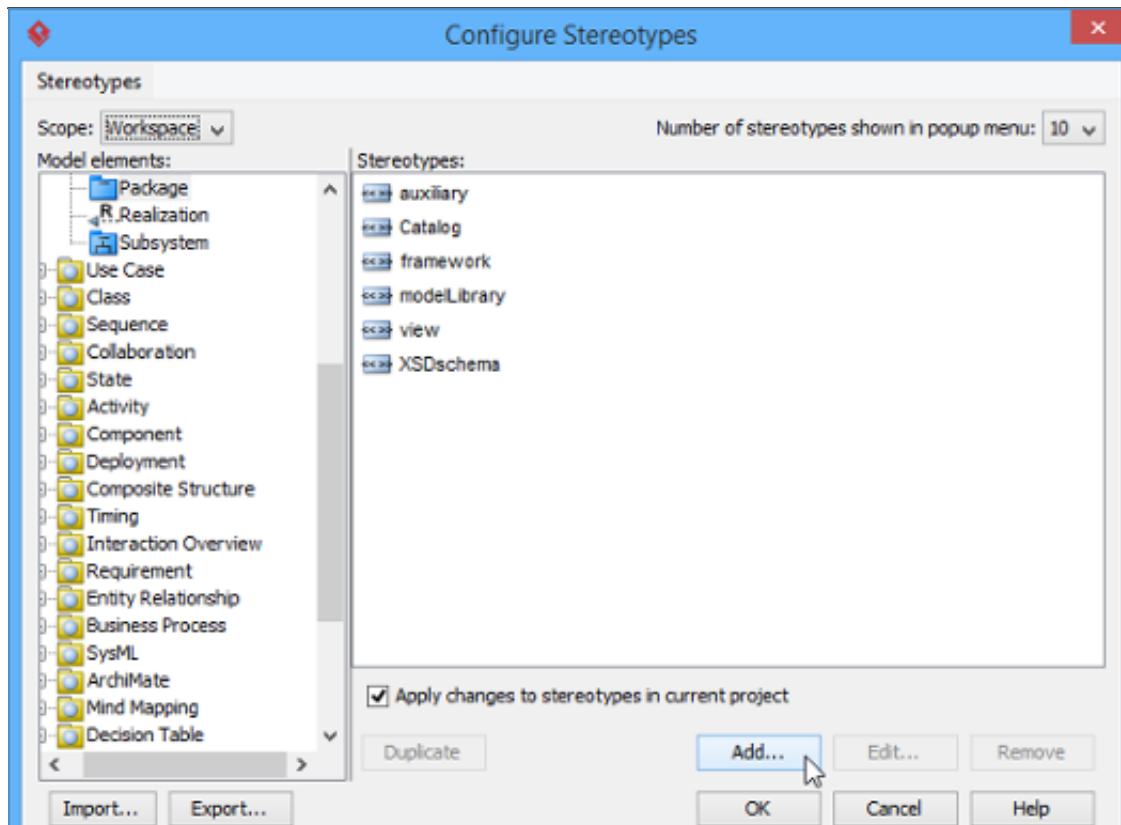 Configure Stereotypes
Stereotypes
Scope: Workspace
Number of stereotypes shown in popup menu: 10
Model elements:
Package
Realization
Subsystem
Use Case
Class
Sequence
Collaboration
State
Activity
Component
Deployment
Composite Structure
Timing
Interaction Overview
Requirement
Entity Relationship
Business Process
SysML
ArchiMate
Mind Mapping
Decision Table
Stereotypes:
auxiliary
Catalog
framework
modelLibrary
view
XSDschema
Apply changes to stereotypes in current project
Duplicate
Add...
Edit...
Remove
Import...
Export...
OK
Cancel
Help